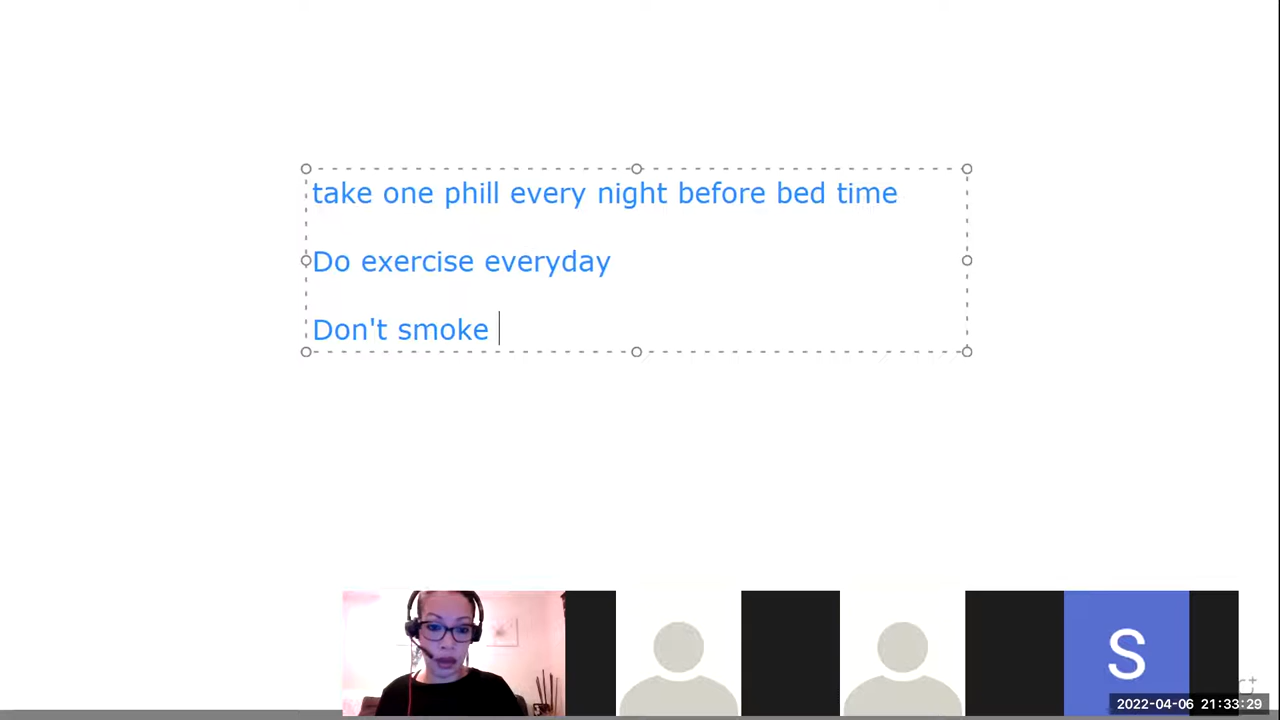 take one phill every night before bed time
Do exercise everyday
Don't smoke
S
2022-04-06 21:33:29